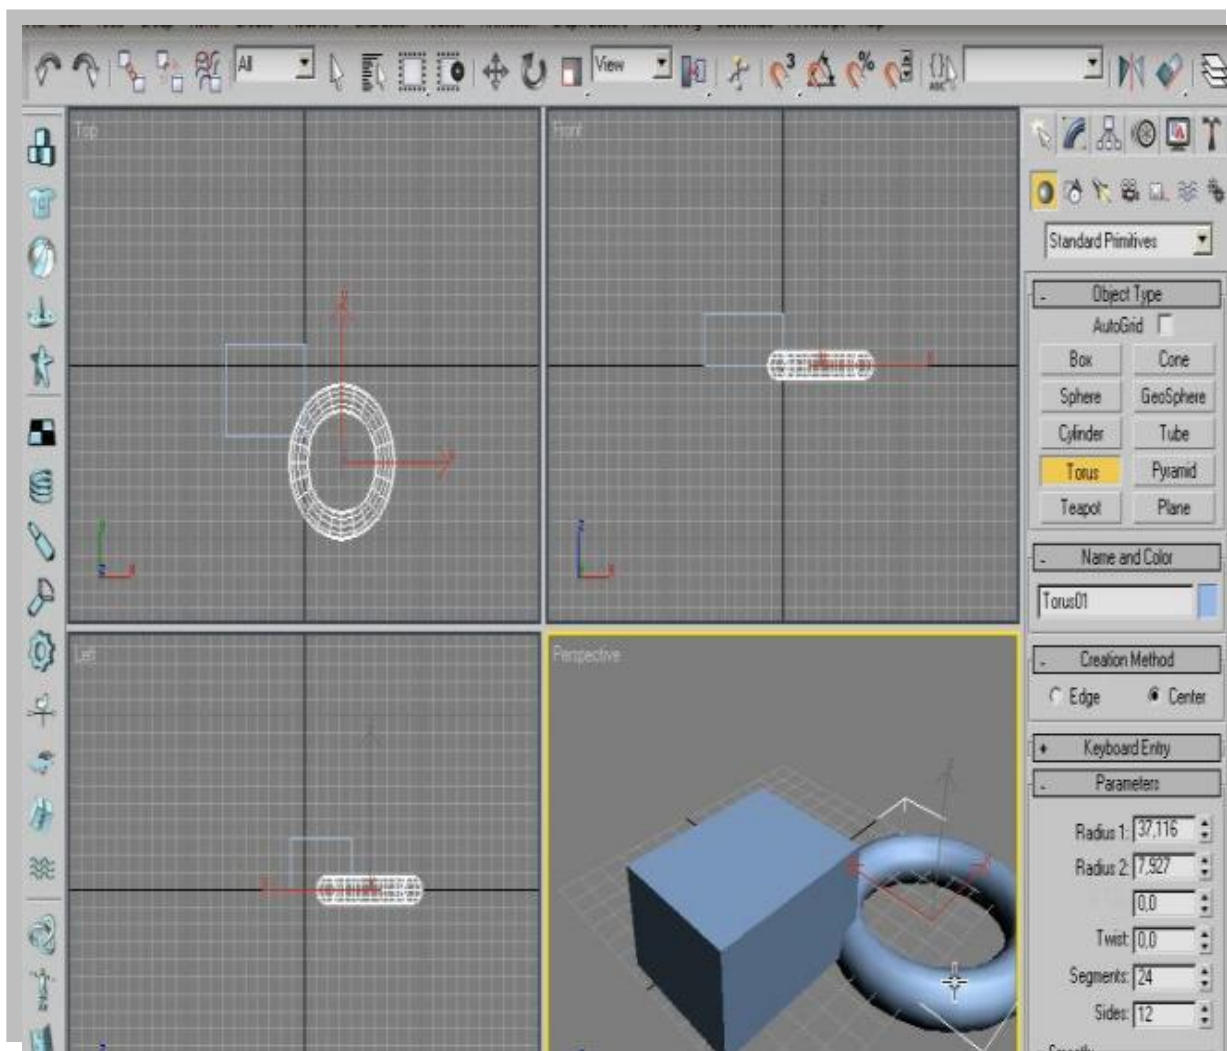 All
View
3
%
ABC
Top
Front
Standard Primitives
- Object Type
AutoGrid
Box Cone
Sphere GeoSphere
Cylinder Tube
Torus Pyramid
Teapot Plane
- Name and Color
Torus01
Left
Perspective
- Creation Method
Edge Center
+ Keyboard Entry
- Parameters
Radius 1: 37,116
Radius 2: 7,927
0,0
Twist: 0,0
Segments: 24
Sides: 12